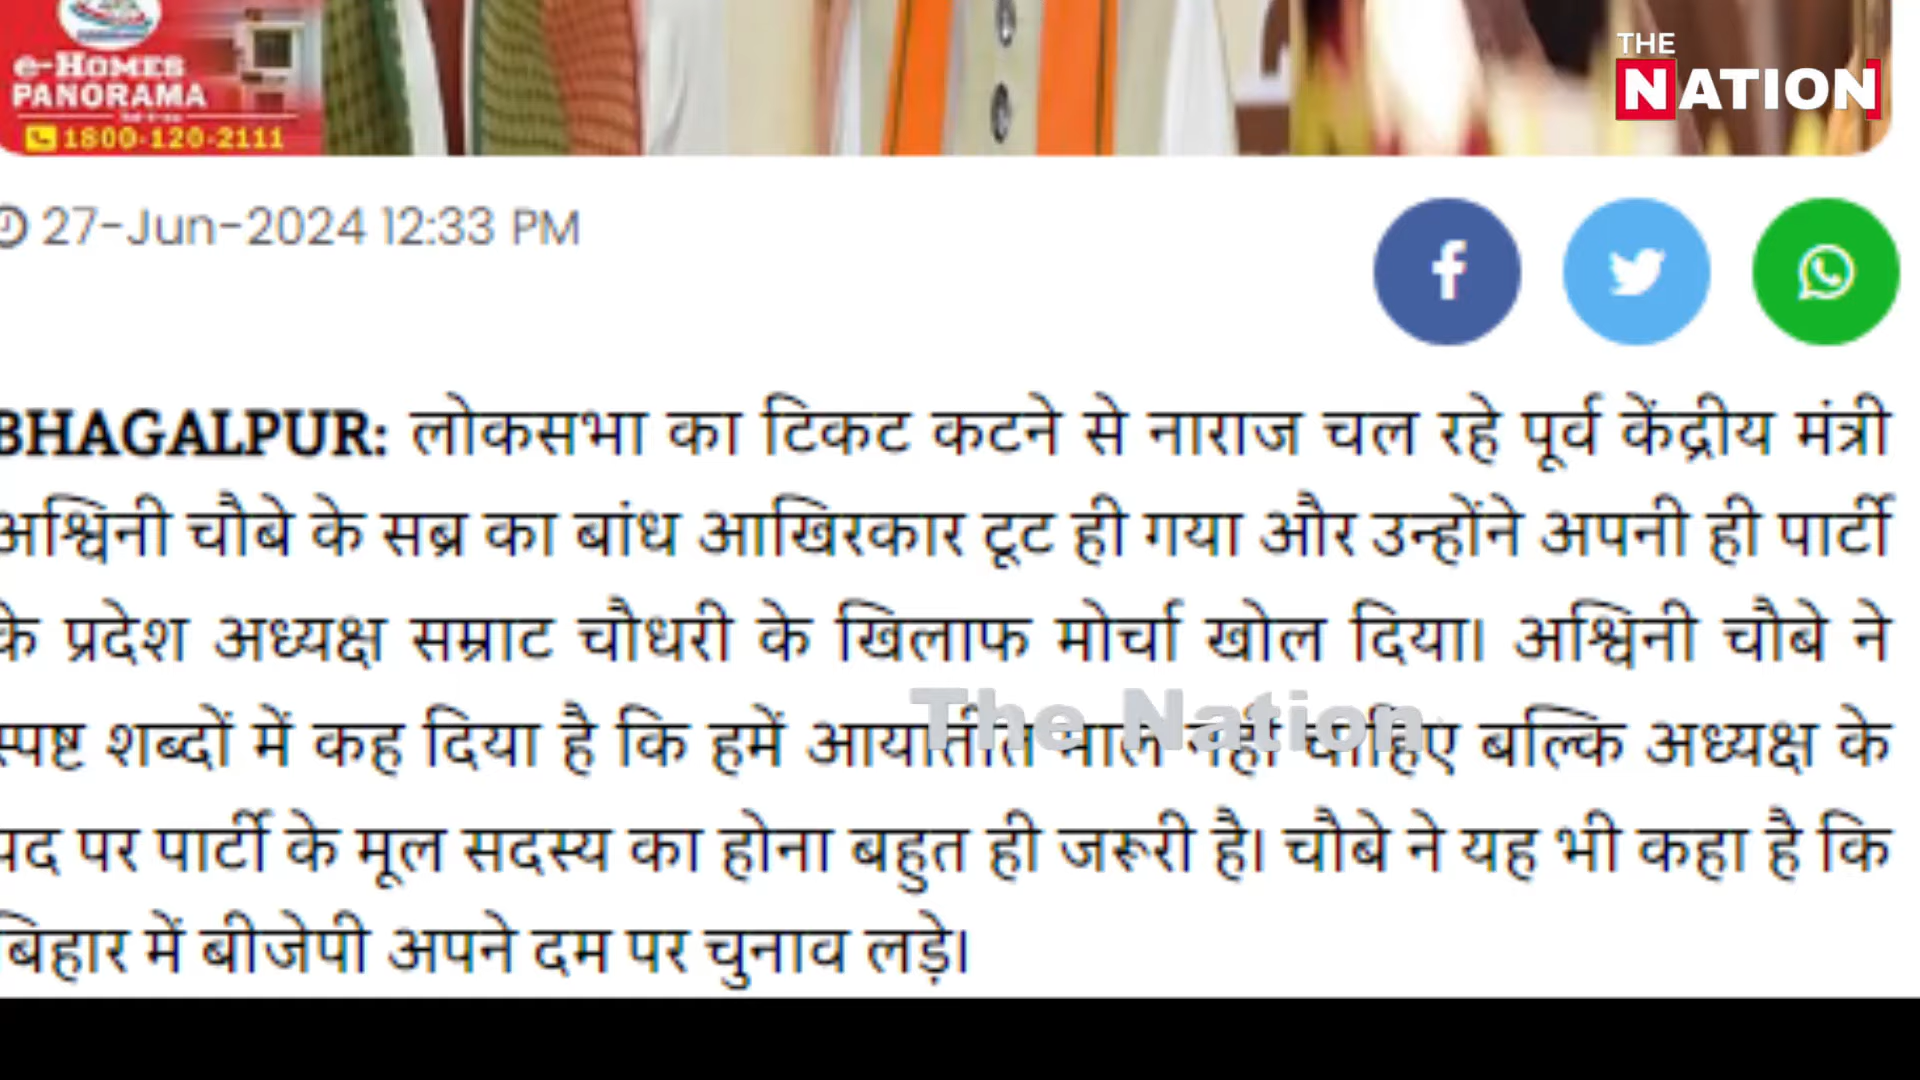 e-HOMES
PANORAMA
1800-120-2111
THE
NATION
27-Jun-2024 12:33 PM
BHAGALPUR: लोकसभा का टिकट कटने से नाराज चल रहे पूर्व केंद्रीय मंत्री
अश्विनी चौबे के सब्र का बांध आखिरकार टूट ही गया और उन्होंने अपनी ही पार्टी
के प्रदेश अध्यक्ष सम्राट चौधरी के खिलाफ मोर्चा खोल दिया। अश्विनी चौबे ने
The Nation
स्पष्ट शब्दों में कह दिया है कि हमें आयातीत माल नहीं चाहिए बल्कि अध्यक्ष के
पद पर पार्टी के मूल सदस्य का होना बहुत ही जरूरी है। चौबे ने यह भी कहा है कि
बिहार में बीजेपी अपने दम पर चुनाव लड़े।